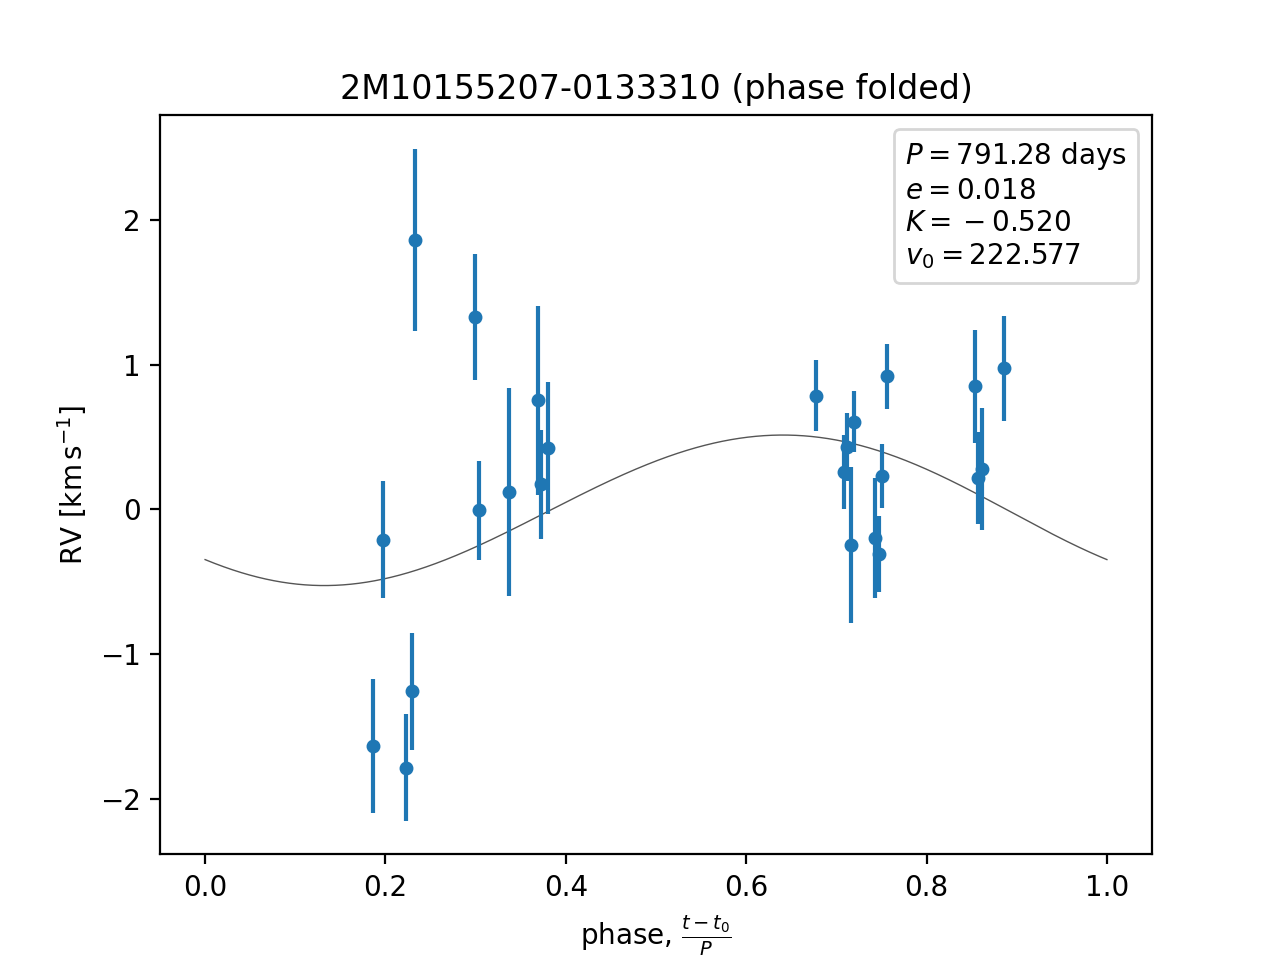 2M10155207-0133310 (phase folded)
P = 791.28 days
e = 0.018
K = −0.520
v₀ = 222.577
2
1
0
−1
−2
RV [km s⁻¹]
0.0 0.2 0.4 0.6 0.8 1.0
phase, (t − t₀)/P